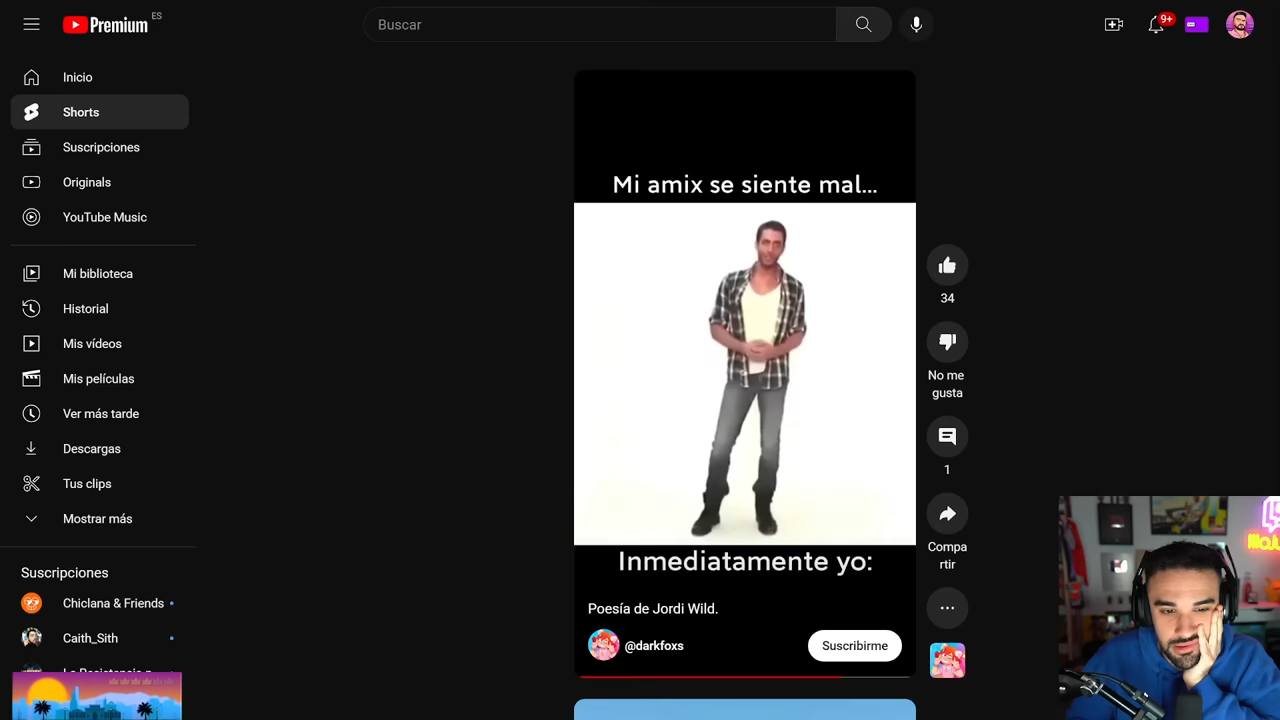 Premium
ES
Buscar
9+
Inicio
Shorts
Suscripciones
Originals
YouTube Music
Mi biblioteca
Historial
Mis vídeos
Mis películas
Ver más tarde
Descargas
Tus clips
Mostrar más
Suscripciones
Chiclana & Friends
Caith_Sith
Mi amix se siente mal...
Inmediatamente yo:
Poesía de Jordi Wild.
@darkfoxs
Suscribirme
34
No me
gusta
1
Compa
rtir